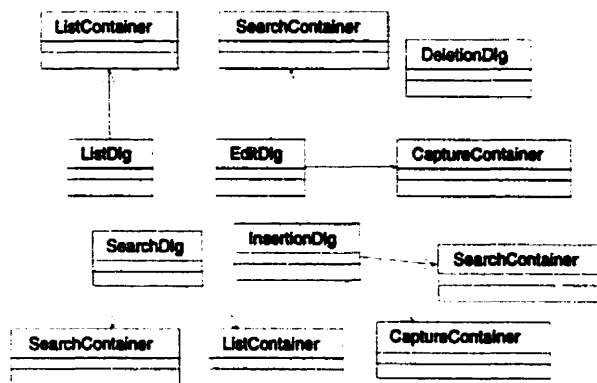 ListContainer
SearchContainer
DeletionDlg
ListDlg
EditDlg
CaptureContainer
SearchDlg
InsertionDlg
SearchContainer
SearchContainer
ListContainer
CaptureContainer